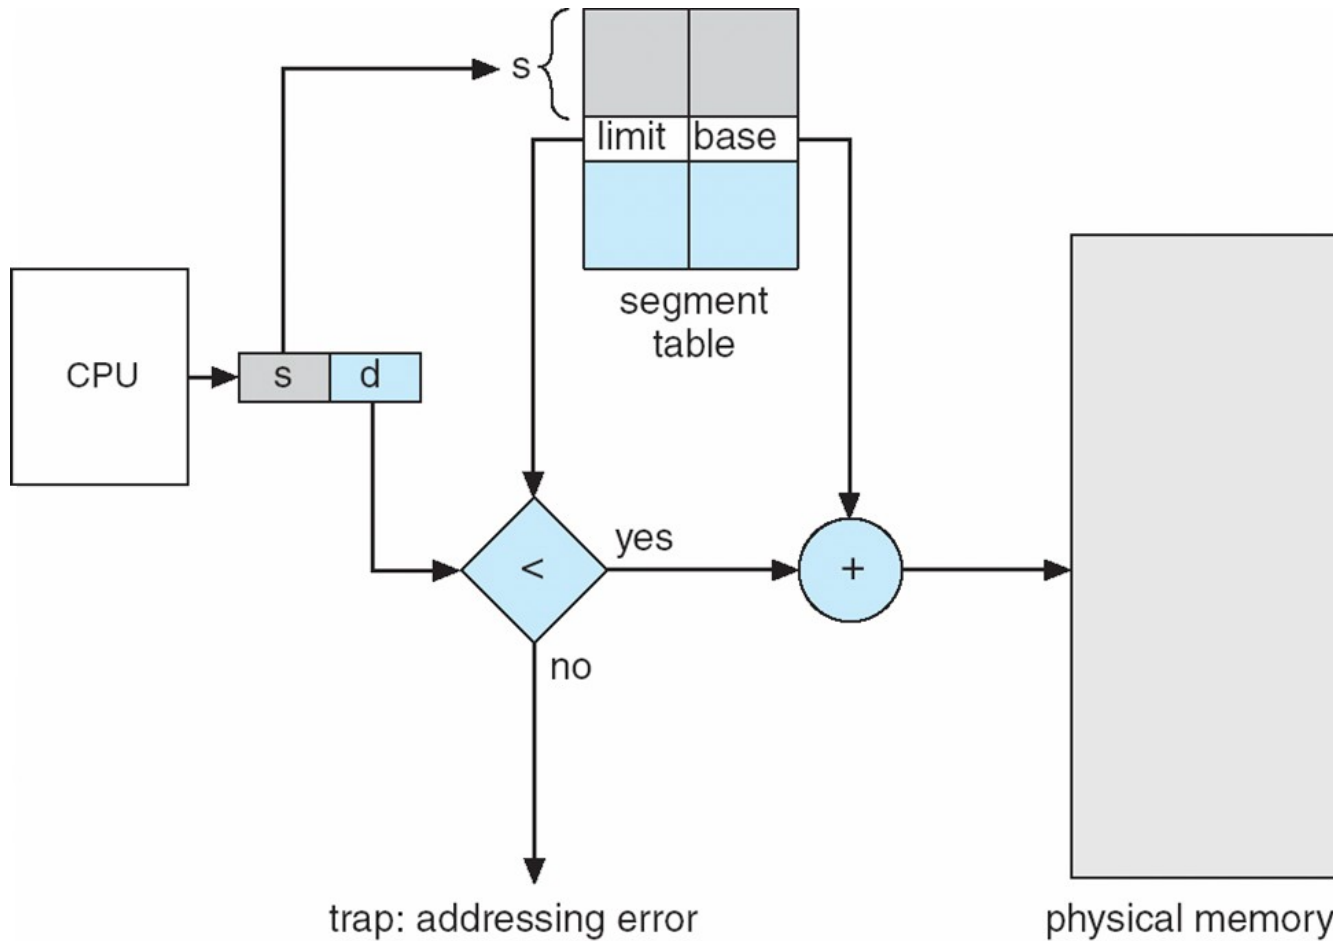 s
limit base
segment
table
CPU
s d
yes
<
+
no
trap: addressing error
physical memory